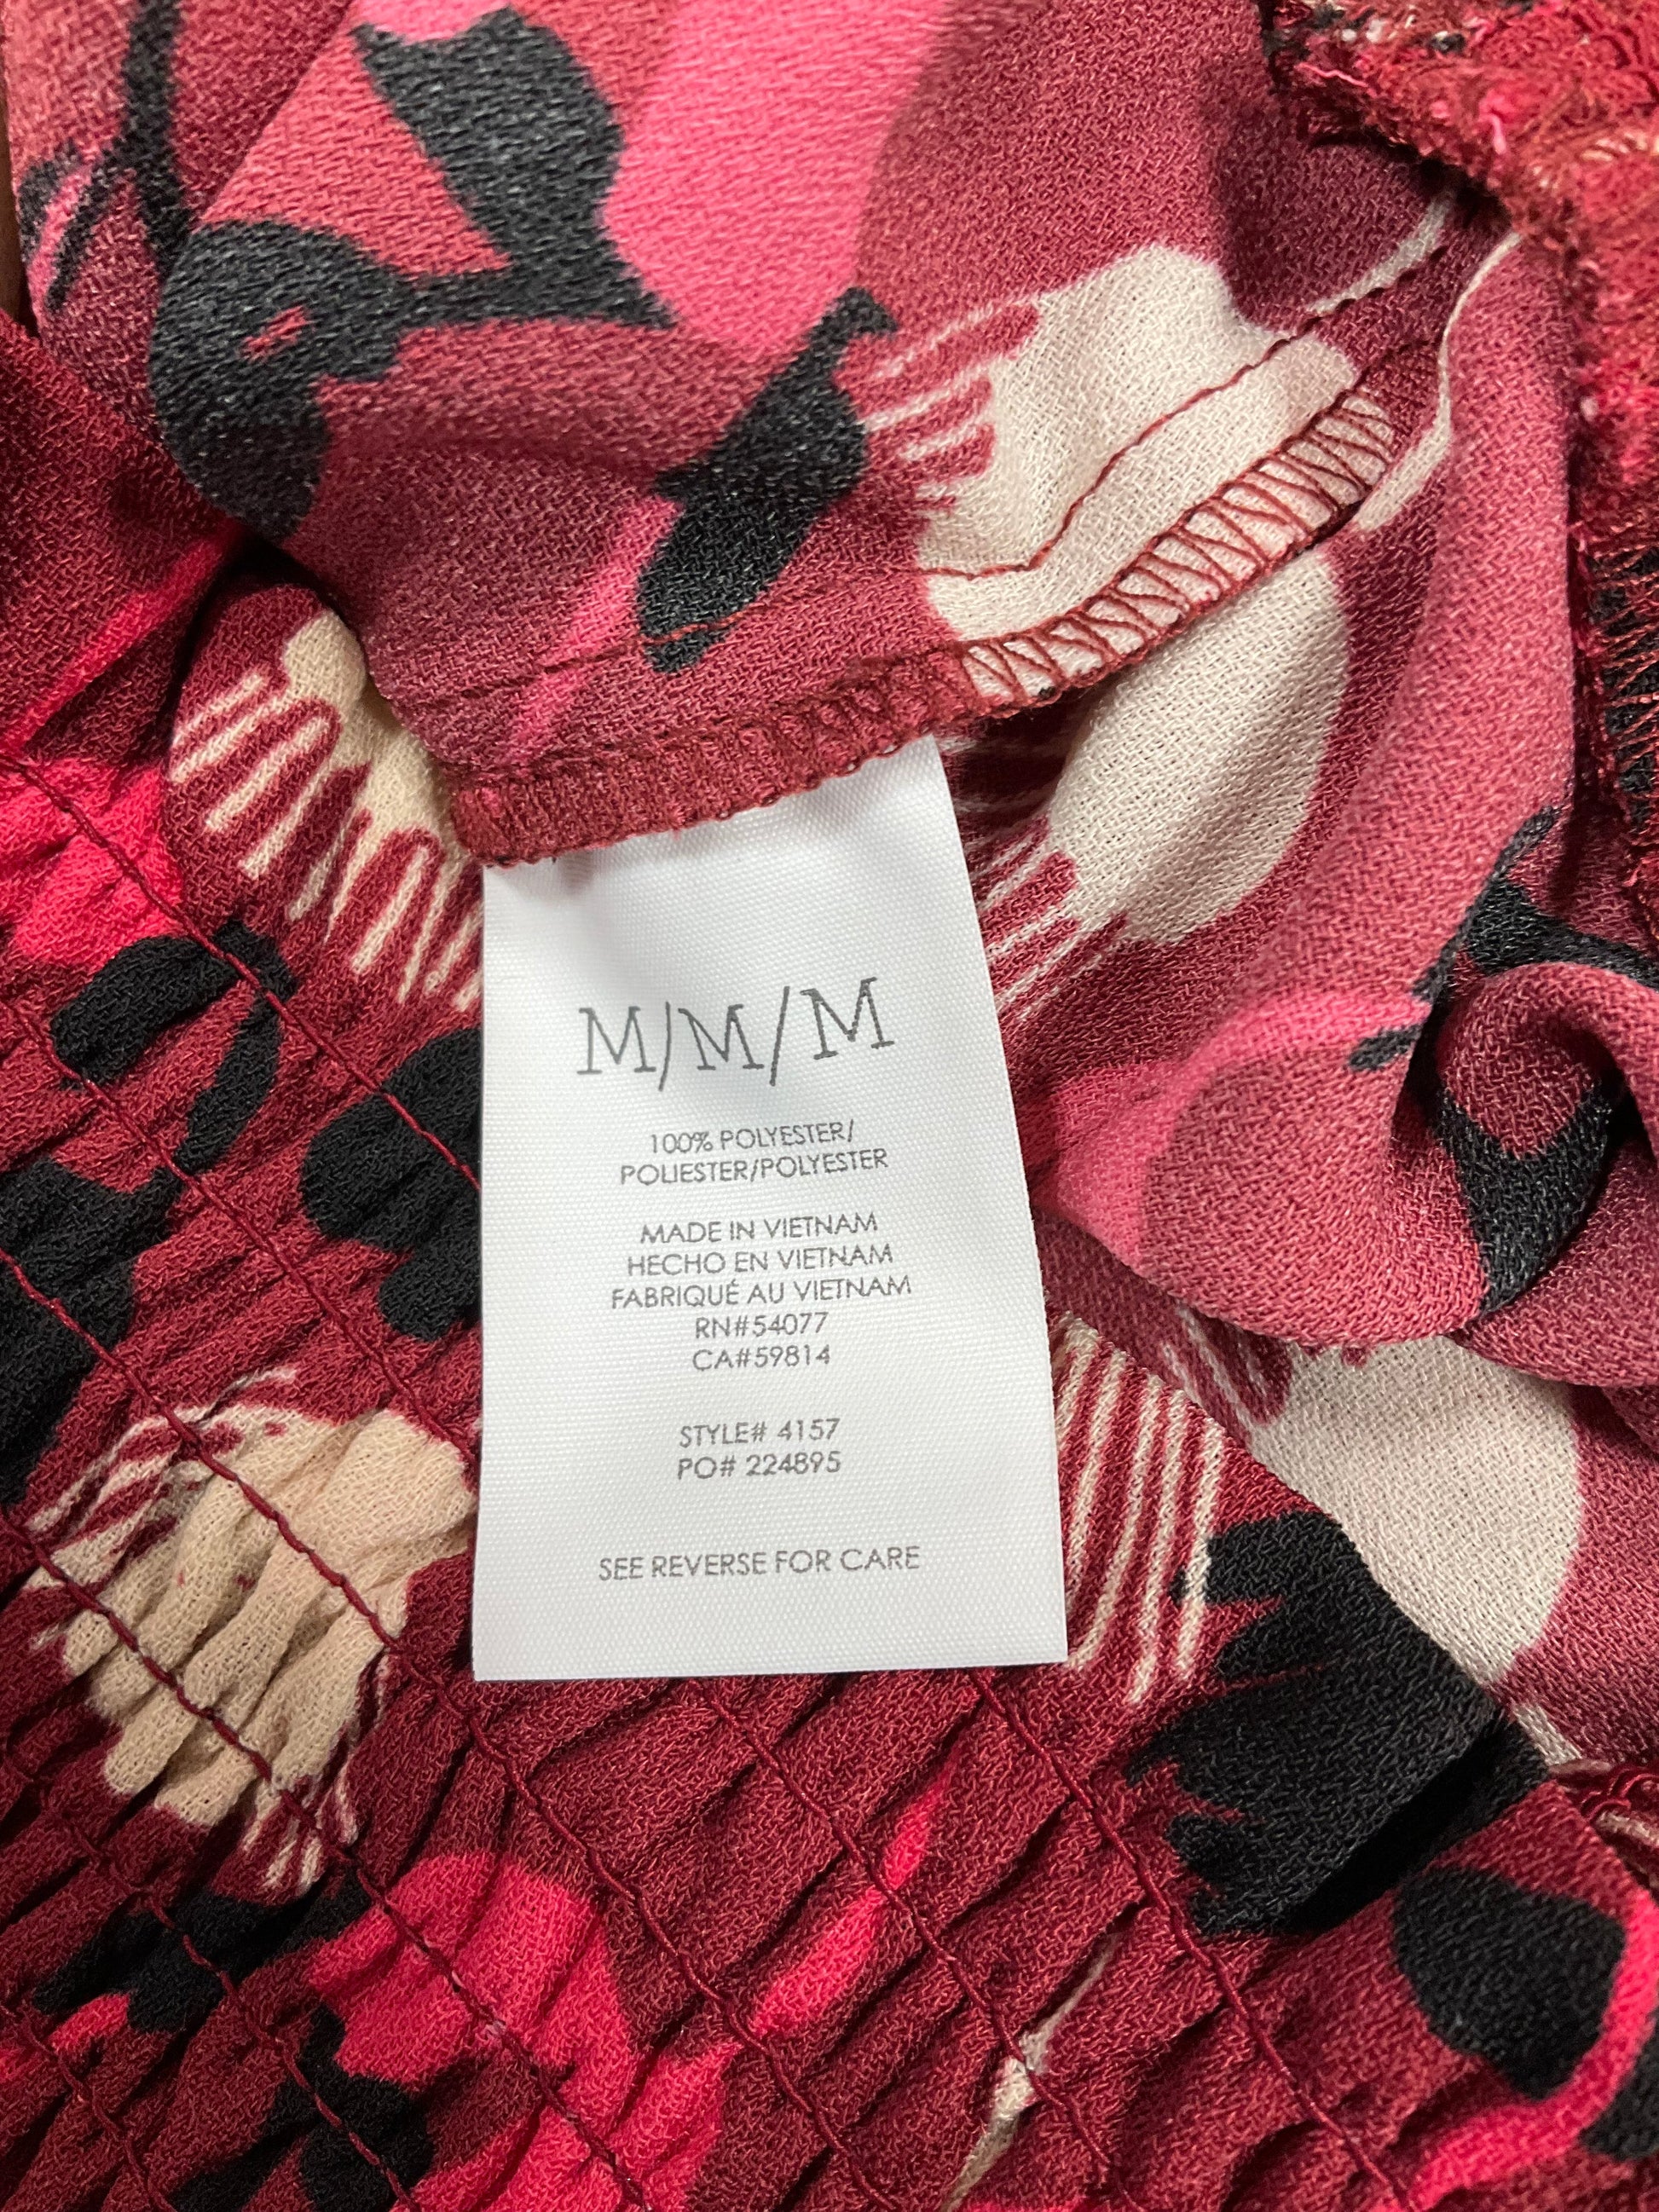 M/M/M
100% POLYESTER/
POLIESTER/POLYESTER
MADE IN VIETNAM
HECHO EN VIETNAM
FABRIQUÉ AU VIETNAM
RN#54077
CA#59814
STYLE# 4157
PO# 224895
SEE REVERSE FOR CARE